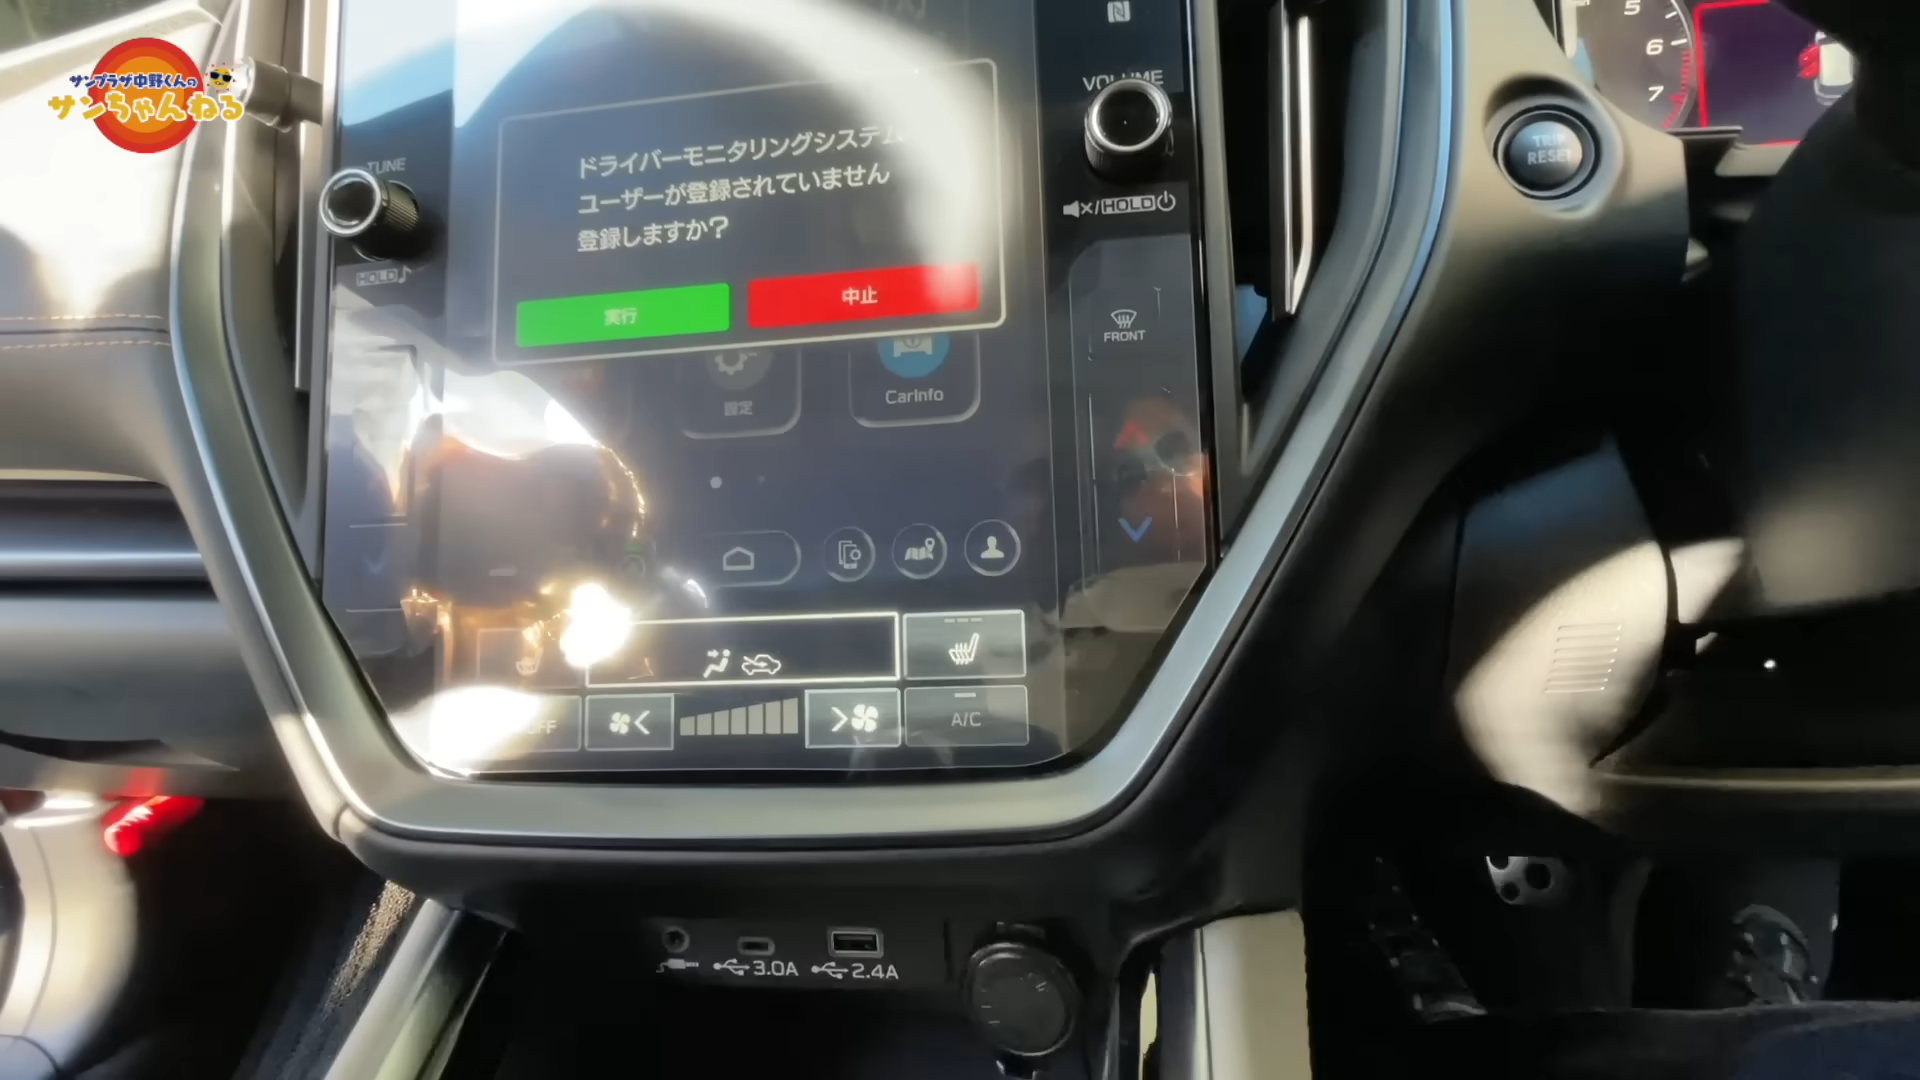 サンプラザ中野くんの
サンちゃんねる
TUNE
HOLD♪
ドライバーモニタリングシステム
ユーザーが登録されていません
登録しますか?
実行
中止
設定
CarInfo
VOLUME
HOLD
FRONT
A/C
3.0A
2.4A
TRIP
RESET
5
6
7